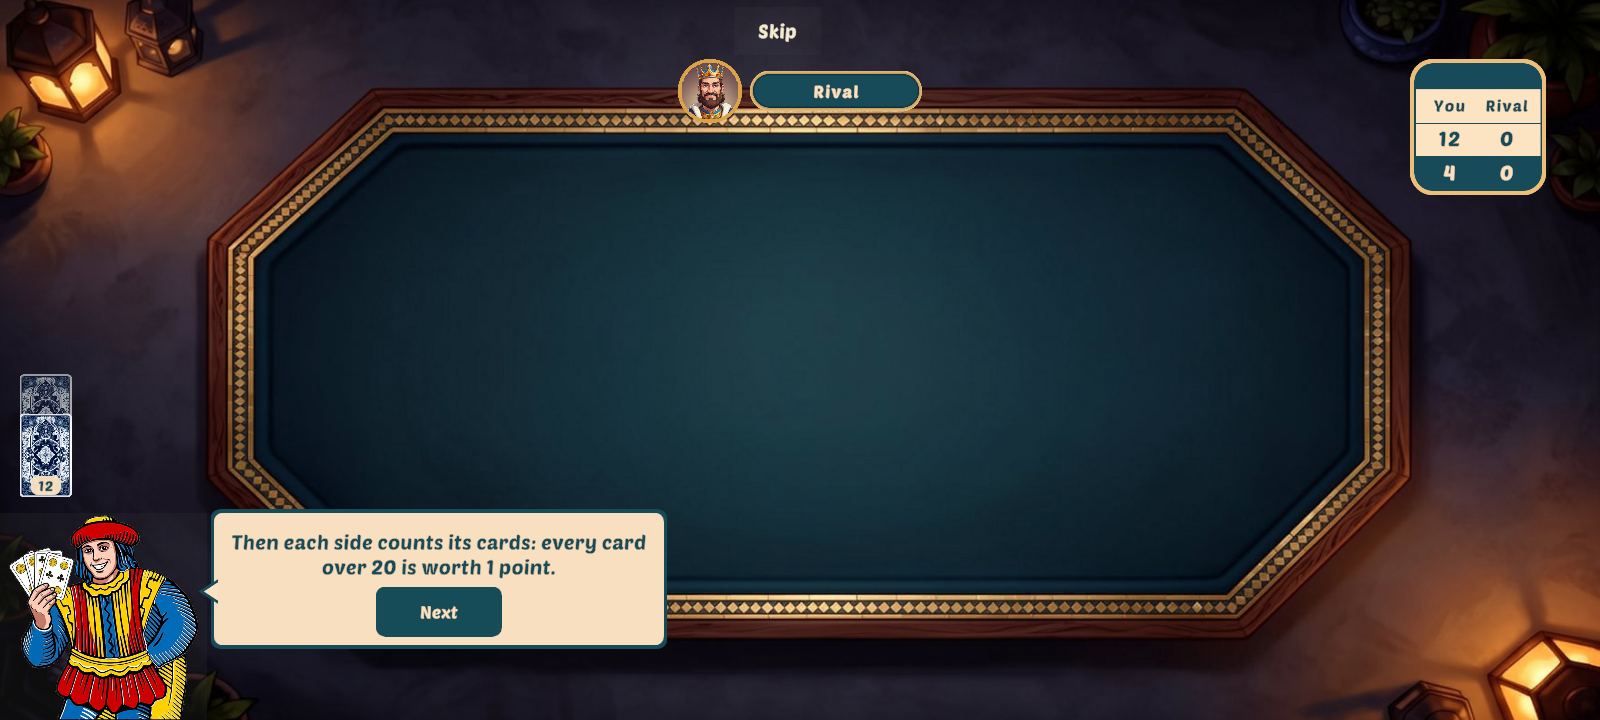 Skip
Rival
You Rival
12 0
4 0
12
Then each side counts its cards: every card
over 20 is worth 1 point.
Next